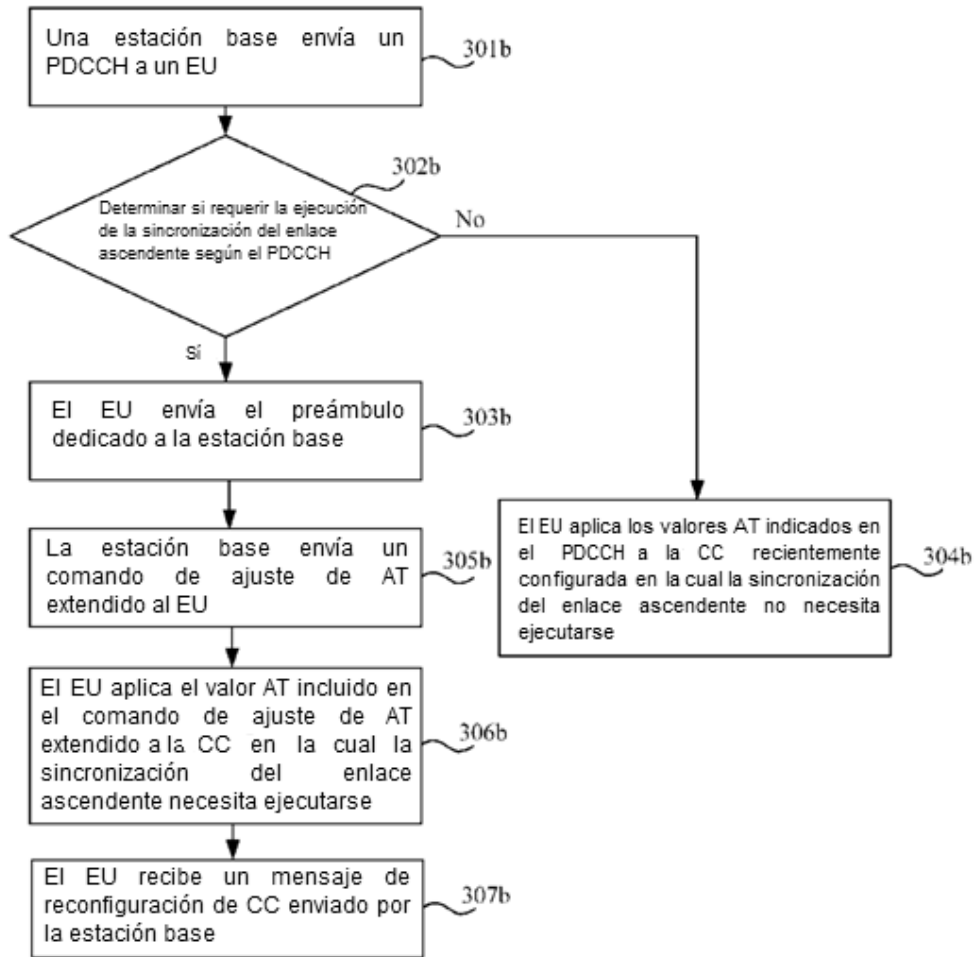 Una estación base envía un
PDCCH a un EU
301b
302b
Determinar si requerir la ejecución
de la sincronización del enlace
ascendente según el PDCCH
No
Sí
El EU envía el preámbulo
dedicado a la estación base
303b
La estación base envía un
comando de ajuste de AT
extendido al EU
305b
El EU aplica los valores AT indicados en
el PDCCH a la CC recientemente
configurada en la cual la sincronización
del enlace ascendente no necesita
ejecutarse
304b
El EU aplica el valor AT incluido en
el comando de ajuste de AT
extendido a la CC en la cual la
sincronización del enlace
ascendente necesita ejecutarse
306b
El EU recibe un mensaje de
reconfiguración de CC enviado por
la estación base
307b